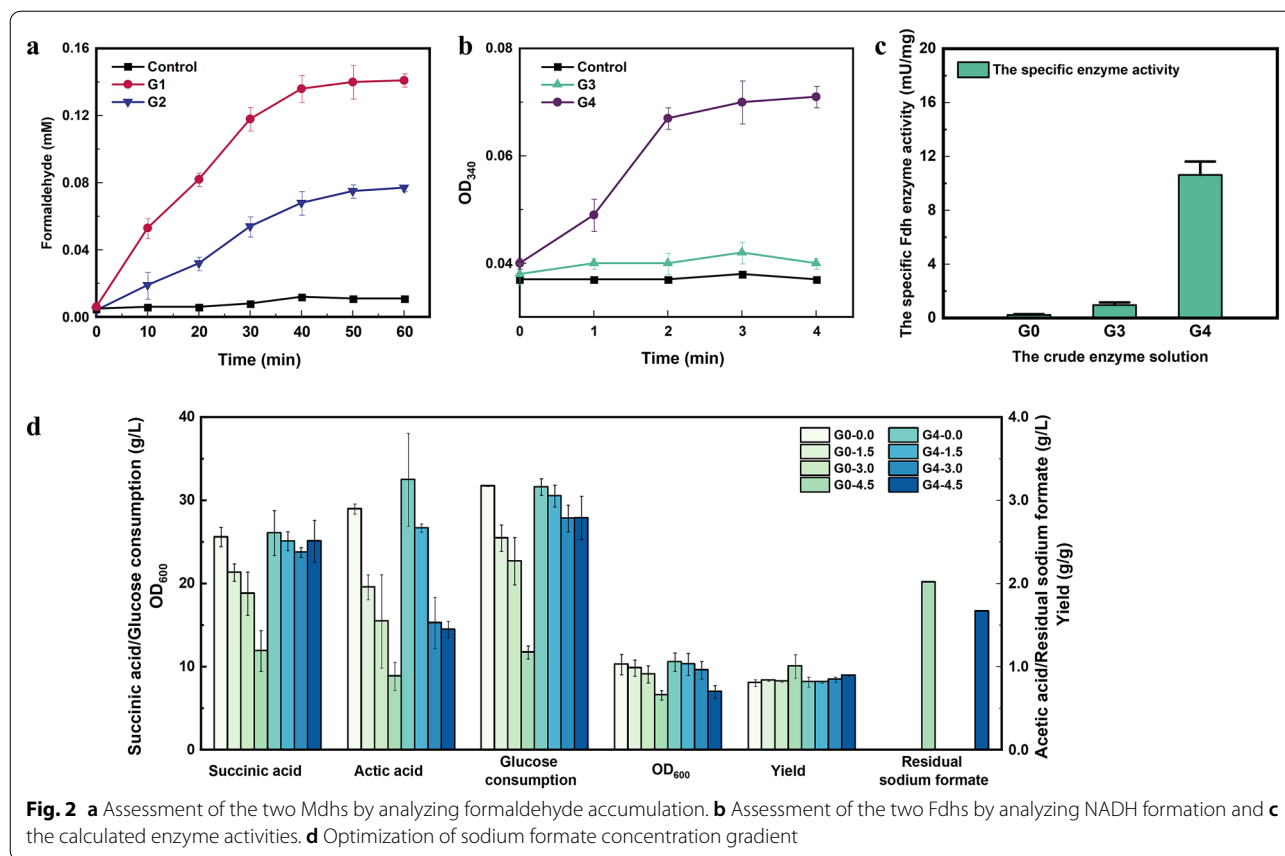 a
Formaldehyde (mM)
0.16
0.12
0.08
0.04
0.00
Control
G1
G2
0 10 20 30 40 50 60
Time (min)
b
OD340
0.08
0.06
0.04
Control
G3
G4
0 1 2 3 4
Time (min)
c
The specific Fdh enzyme activity (mU/mg)
20
16
12
8
4
0
The specific enzyme activity
G0 G3 G4
The crude enzyme solution
d
Succinic acid/Glucose consumption (g/L)
OD600
40
30
20
10
0
G0-0.0 G4-0.0
G0-1.5 G4-1.5
G0-3.0 G4-3.0
G0-4.5 G4-4.5
4.0
3.0
2.0
1.0
0.0
Acetic acid/Residual sodium formate (g/L)
Yield (g/g)
Succinic acid
Actic acid
Glucose
consumption
OD600
Yield
Residual
sodium formate
Fig. 2 a Assessment of the two Mdhs by analyzing formaldehyde accumulation. b Assessment of the two Fdhs by analyzing NADH formation and c
the calculated enzyme activities. d Optimization of sodium formate concentration gradient